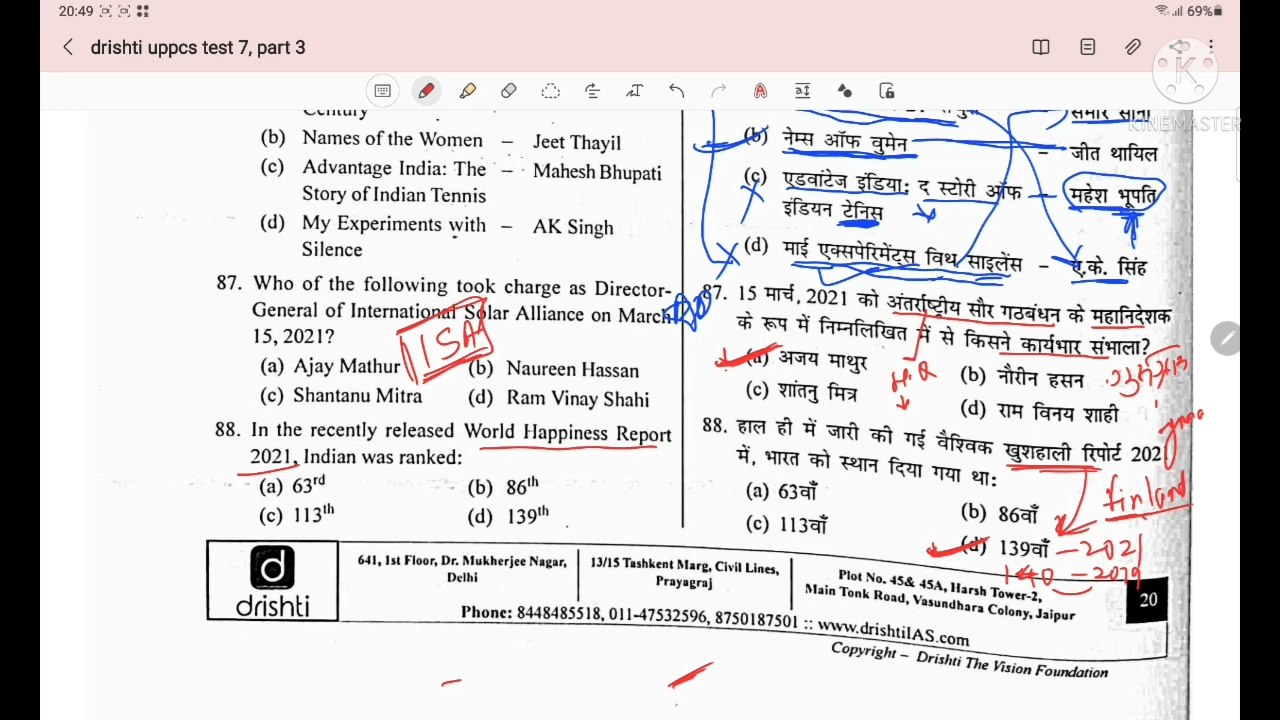 20:49
69%
drishti uppcs test 7, part 3
K
KINEMASTER
Century
(b) Names of the Women – Jeet Thayil
(c) Advantage India: The – Mahesh Bhupati
Story of Indian Tennis
(d) My Experiments with – AK Singh
Silence
87. Who of the following took charge as Director-
General of International Solar Alliance on March
15, 2021?
ISA
(a) Ajay Mathur (b) Naureen Hassan
(c) Shantanu Mitra (d) Ram Vinay Shahi
88. In the recently released World Happiness Report
2021, Indian was ranked:
(a) 63rd (b) 86th
(c) 113th (d) 139th
(b) नेम्स ऑफ वुमेन – जीत थायिल
(c) एडवांटेज इंडिया: द स्टोरी ऑफ – महेश भूपति
इंडियन टेनिस
(d) माई एक्सपेरिमेंट्स विथ साइलेंस – ए.के. सिंह
87. 15 मार्च, 2021 को अंतर्राष्ट्रीय सौर गठबंधन के महानिदेशक
के रूप में निम्नलिखित में से किसने कार्यभार संभाला?
(a) अजय माथुर (b) नौरीन हसन
H.Q
(c) शांतनु मित्र (d) राम विनय शाही
88. हाल ही में जारी की गई वैश्विक खुशहाली रिपोर्ट 202
में, भारत को स्थान दिया गया था:
Finland
(a) 63वाँ (b) 86वाँ
(c) 113वाँ (d) 139वाँ – 2021
140 – 2019
drishti
641, 1st Floor, Dr. Mukherjee Nagar,
Delhi
13/15 Tashkent Marg, Civil Lines,
Prayagraj
Plot No. 45& 45A, Harsh Tower-2,
Main Tonk Road, Vasundhara Colony, Jaipur
20
Phone: 8448485518, 011-47532596, 8750187501 :: www.drishtiIAS.com
Copyright – Drishti The Vision Foundation